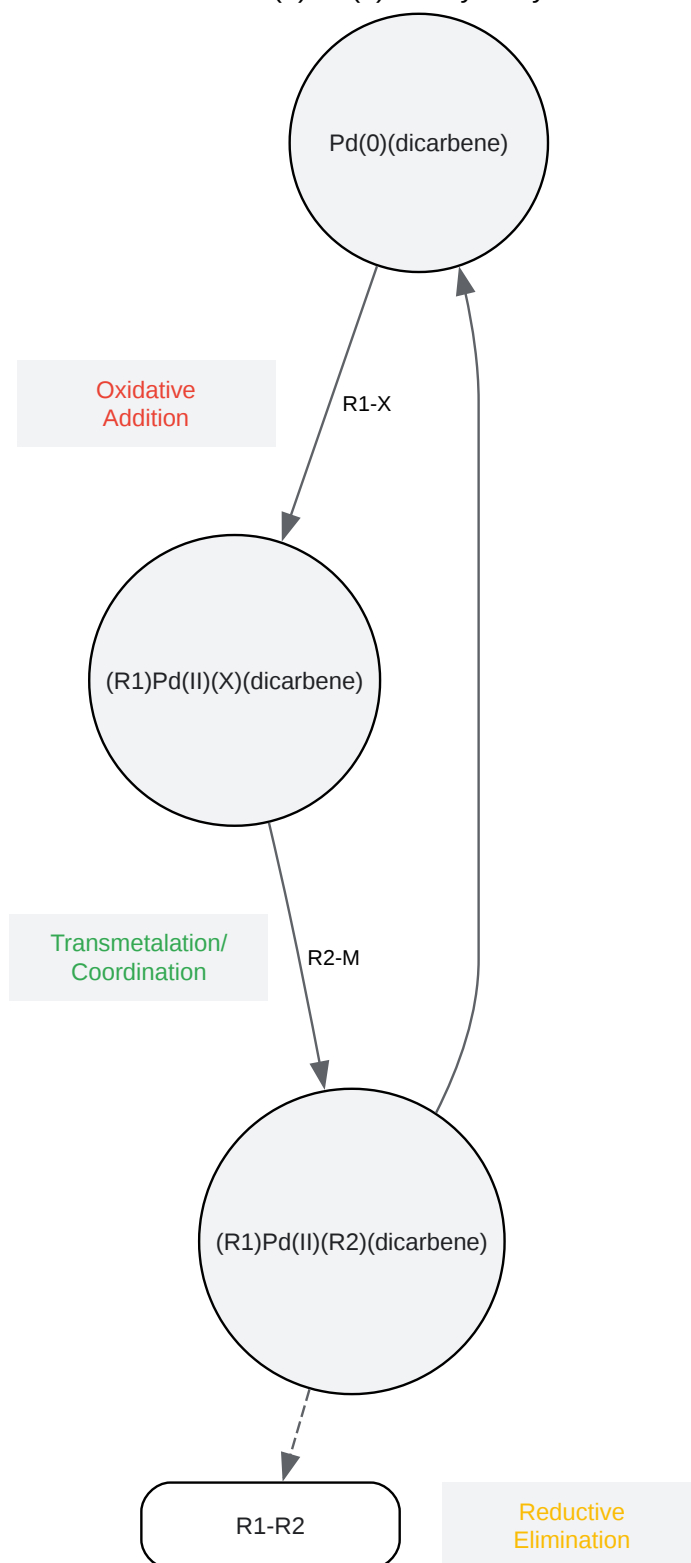 Pd(0)(dicarbene)
Oxidative
Addition
R1-X
(R1)Pd(II)(X)(dicarbene)
Transmetalation/
Coordination
R2-M
(R1)Pd(II)(R2)(dicarbene)
R1-R2
Reductive
Elimination